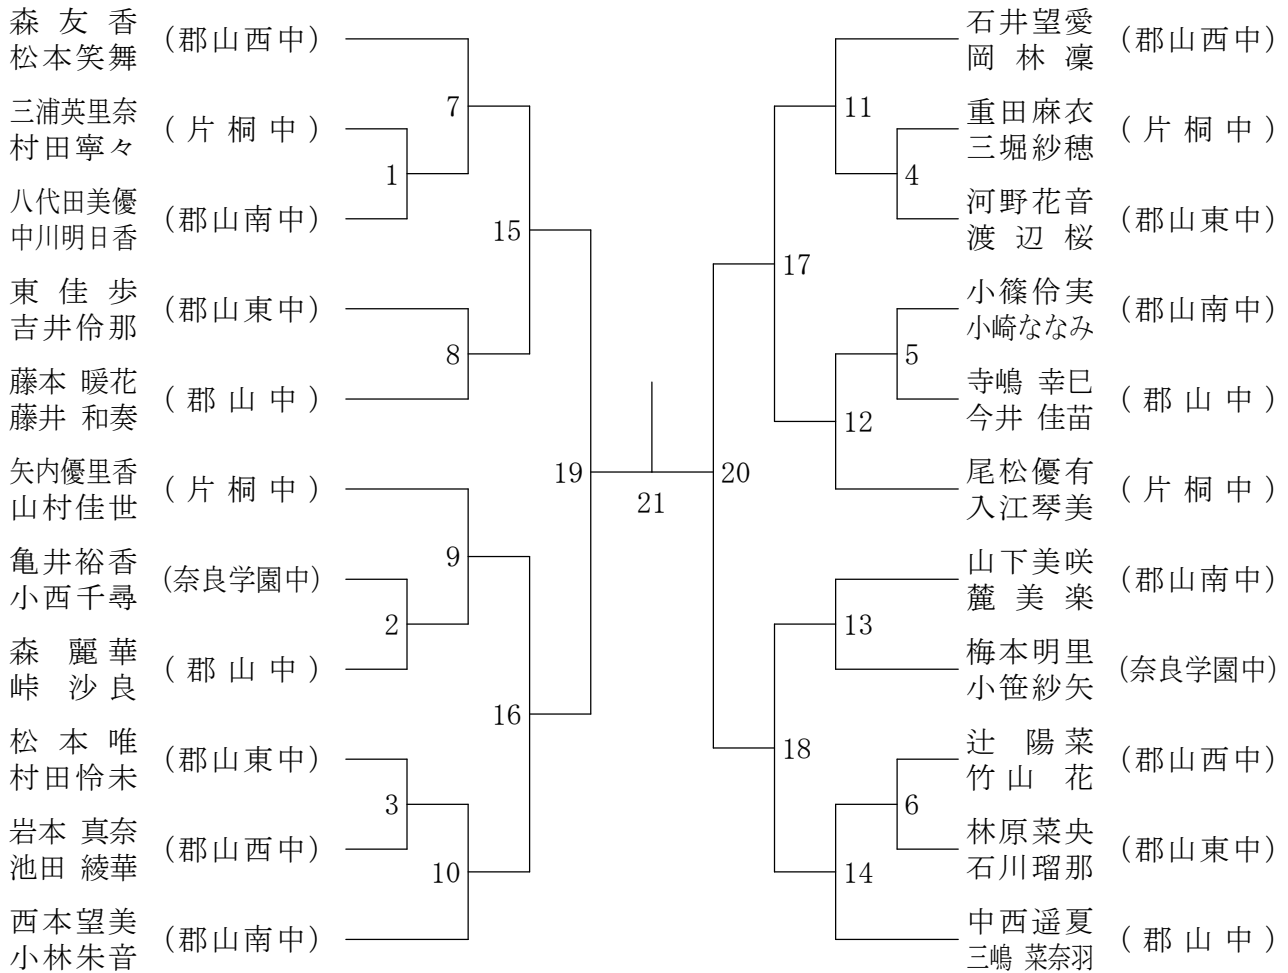 森 友 香
松本笑舞
(郡山西中)
三浦英里奈
村田寧々
(片桐中)
八代田美優
中川明日香
(郡山南中)
東 佳 歩
吉井伶那
(郡山東中)
藤本 暖花
藤井 和奏
(郡山中)
矢内優里香
山村佳世
(片桐中)
亀井裕香
小西千尋
(奈良学園中)
森 麗華
峠 沙良
(郡山中)
松 本 唯
村田怜未
(郡山東中)
岩本 真奈
池田 綾華
(郡山西中)
西本望美
小林朱音
(郡山南中)
7
1
15
8
19
9
2
16
3
10
21
11
4
17
5
12
20
13
18
6
14
石井望愛
岡 林 凜
(郡山西中)
重田麻衣
三堀紗穂
(片桐中)
河野花音
渡 辺 桜
(郡山東中)
小篠伶実
小崎ななみ
(郡山南中)
寺嶋 幸巳
今井 佳苗
(郡山中)
尾松優有
入江琴美
(片桐中)
山下美咲
麓 美 楽
(郡山南中)
梅本明里
小笹紗矢
(奈良学園中)
辻 陽菜
竹山 花
(郡山西中)
林原菜央
石川瑠那
(郡山東中)
中西遥夏
三嶋 菜奈羽
(郡山中)